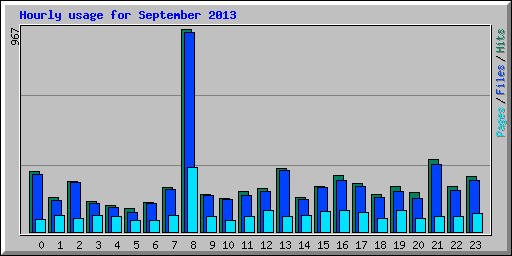 Hourly usage for September 2013
967
Pages / Files / Hits
0 1 2 3 4 5 6 7 8 9 10 11 12 13 14 15 16 17 18 19 20 21 22 23